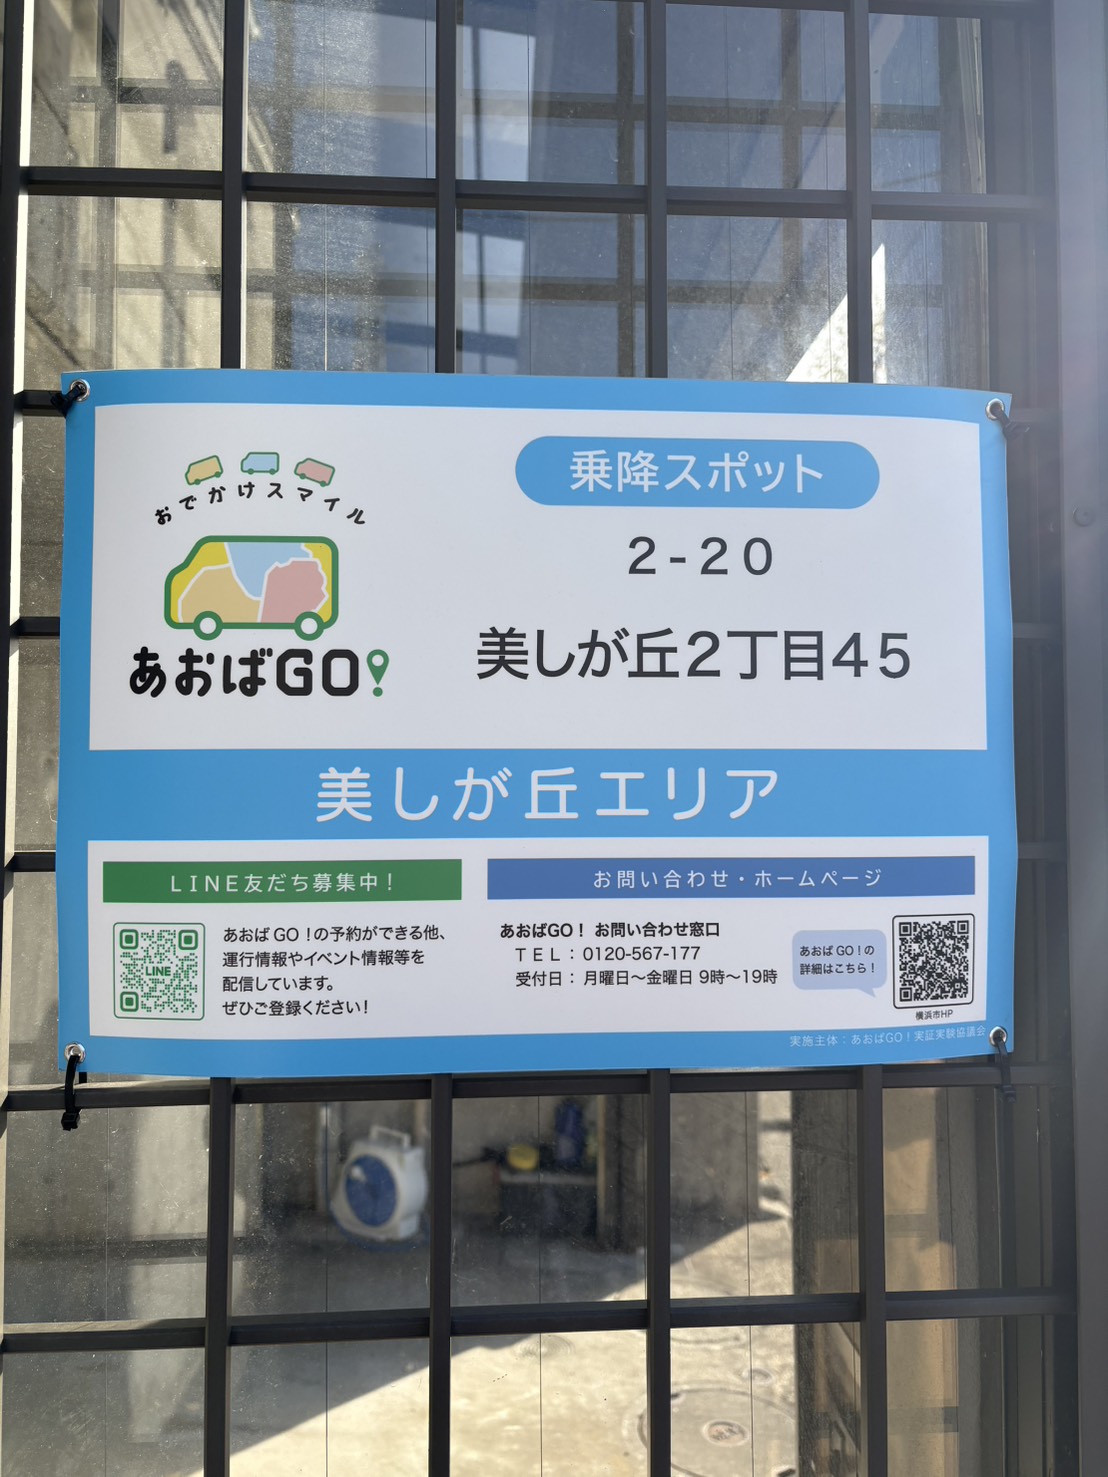 おでかけスマイル
あおばGO!
乗降スポット
2-20
美しが丘2丁目45
美しが丘エリア
LINE友だち募集中！
LINE
あおばGO！の予約ができる他、
運行情報やイベント情報等を
配信しています。
ぜひご登録ください！
お問い合わせ・ホームページ
あおばGO！ お問い合わせ窓口
TEL：0120-567-177
受付日：月曜日～金曜日 9時～19時
あおばGO！の
詳細はこちら！
横浜市HP
実施主体：あおばGO！実証実験協議会